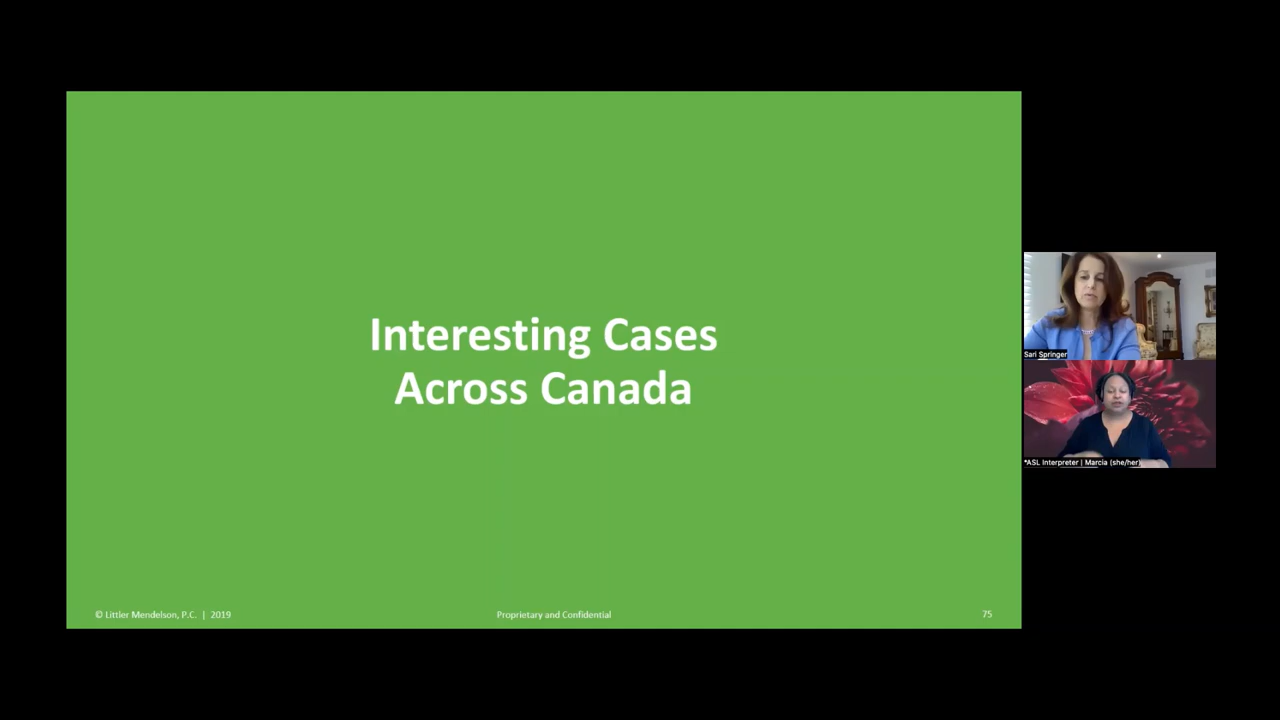 Interesting Cases
Across Canada
Sari Springer
*ASL Interpreter | Marcia (she/her)
© Littler Mendelson, P.C. | 2019
Proprietary and Confidential
75